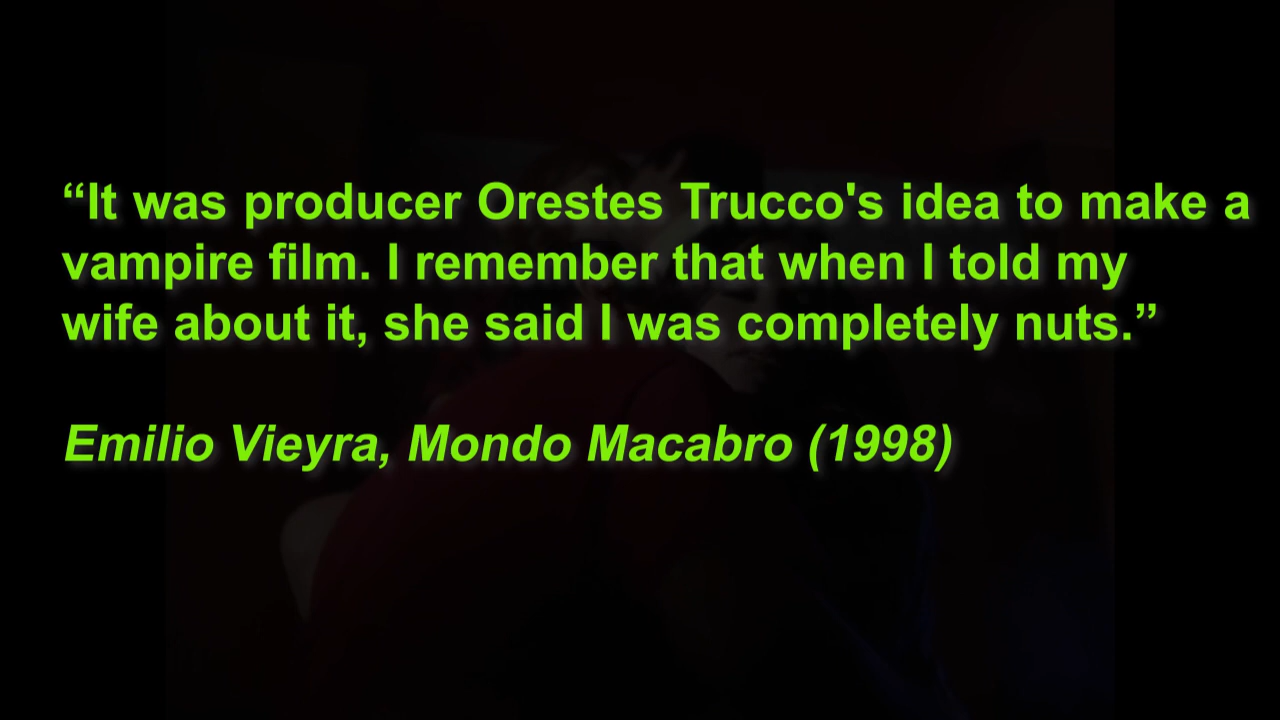 “It was producer Orestes Trucco's idea to make a
vampire film. I remember that when I told my
wife about it, she said I was completely nuts.”
Emilio Vieyra, Mondo Macabro (1998)